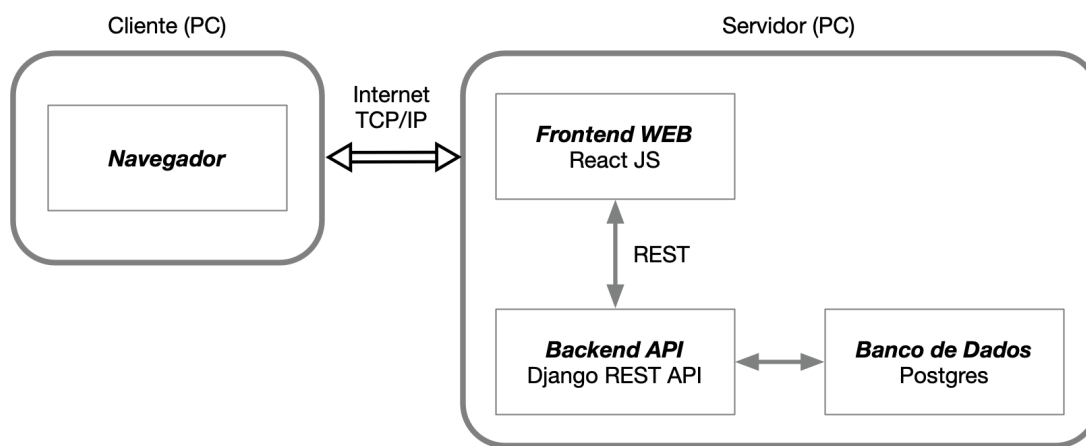 Cliente (PC)
Servidor (PC)
Navegador
Internet
TCP/IP
Frontend WEB
React JS
REST
Backend API
Django REST API
Banco de Dados
Postgres